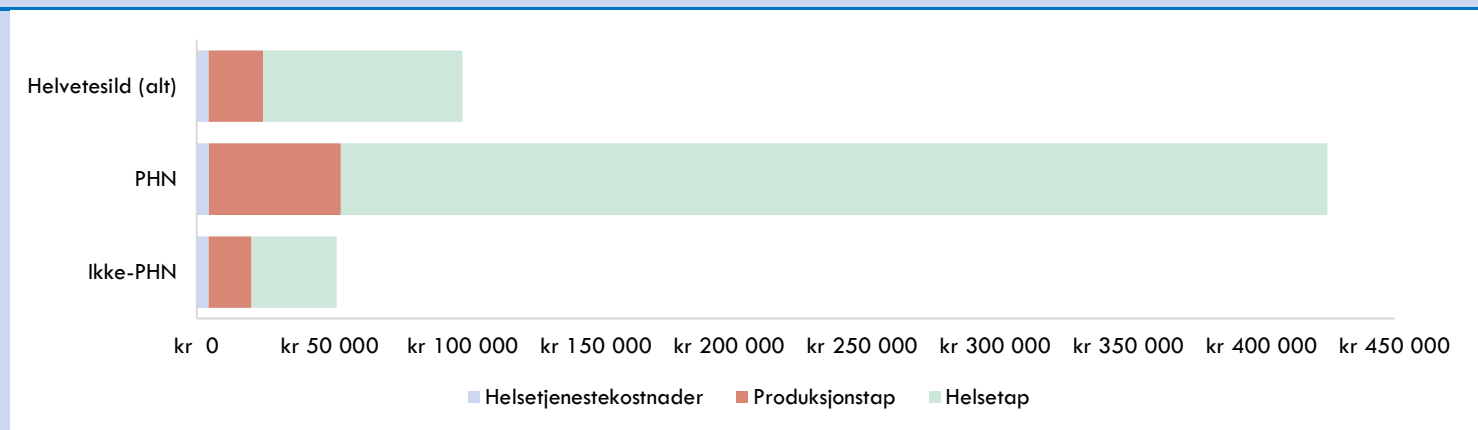 Helvetesild (alt)
PHN
Ikke-PHN
kr 0 kr 50 000 kr 100 000 kr 150 000 kr 200 000 kr 250 000 kr 300 000 kr 350 000 kr 400 000 kr 450 000
Helsetjenestekostnader Produksjonstap Helsetap